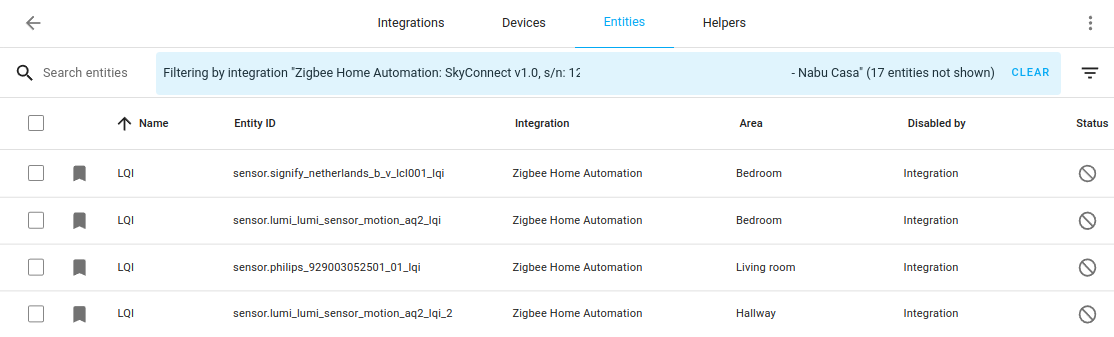 Integrations Devices Entities Helpers
Search entities Filtering by integration "Zigbee Home Automation: SkyConnect v1.0, s/n: 12 - Nabu Casa" (17 entities not shown) CLEAR
Name Entity ID Integration Area Disabled by Status
LQI sensor.signify_netherlands_b_v_lcl001_lqi Zigbee Home Automation Bedroom Integration
LQI sensor.lumi_lumi_sensor_motion_aq2_lqi Zigbee Home Automation Bedroom Integration
LQI sensor.philips_929003052501_01_lqi Zigbee Home Automation Living room Integration
LQI sensor.lumi_lumi_sensor_motion_aq2_lqi_2 Zigbee Home Automation Hallway Integration